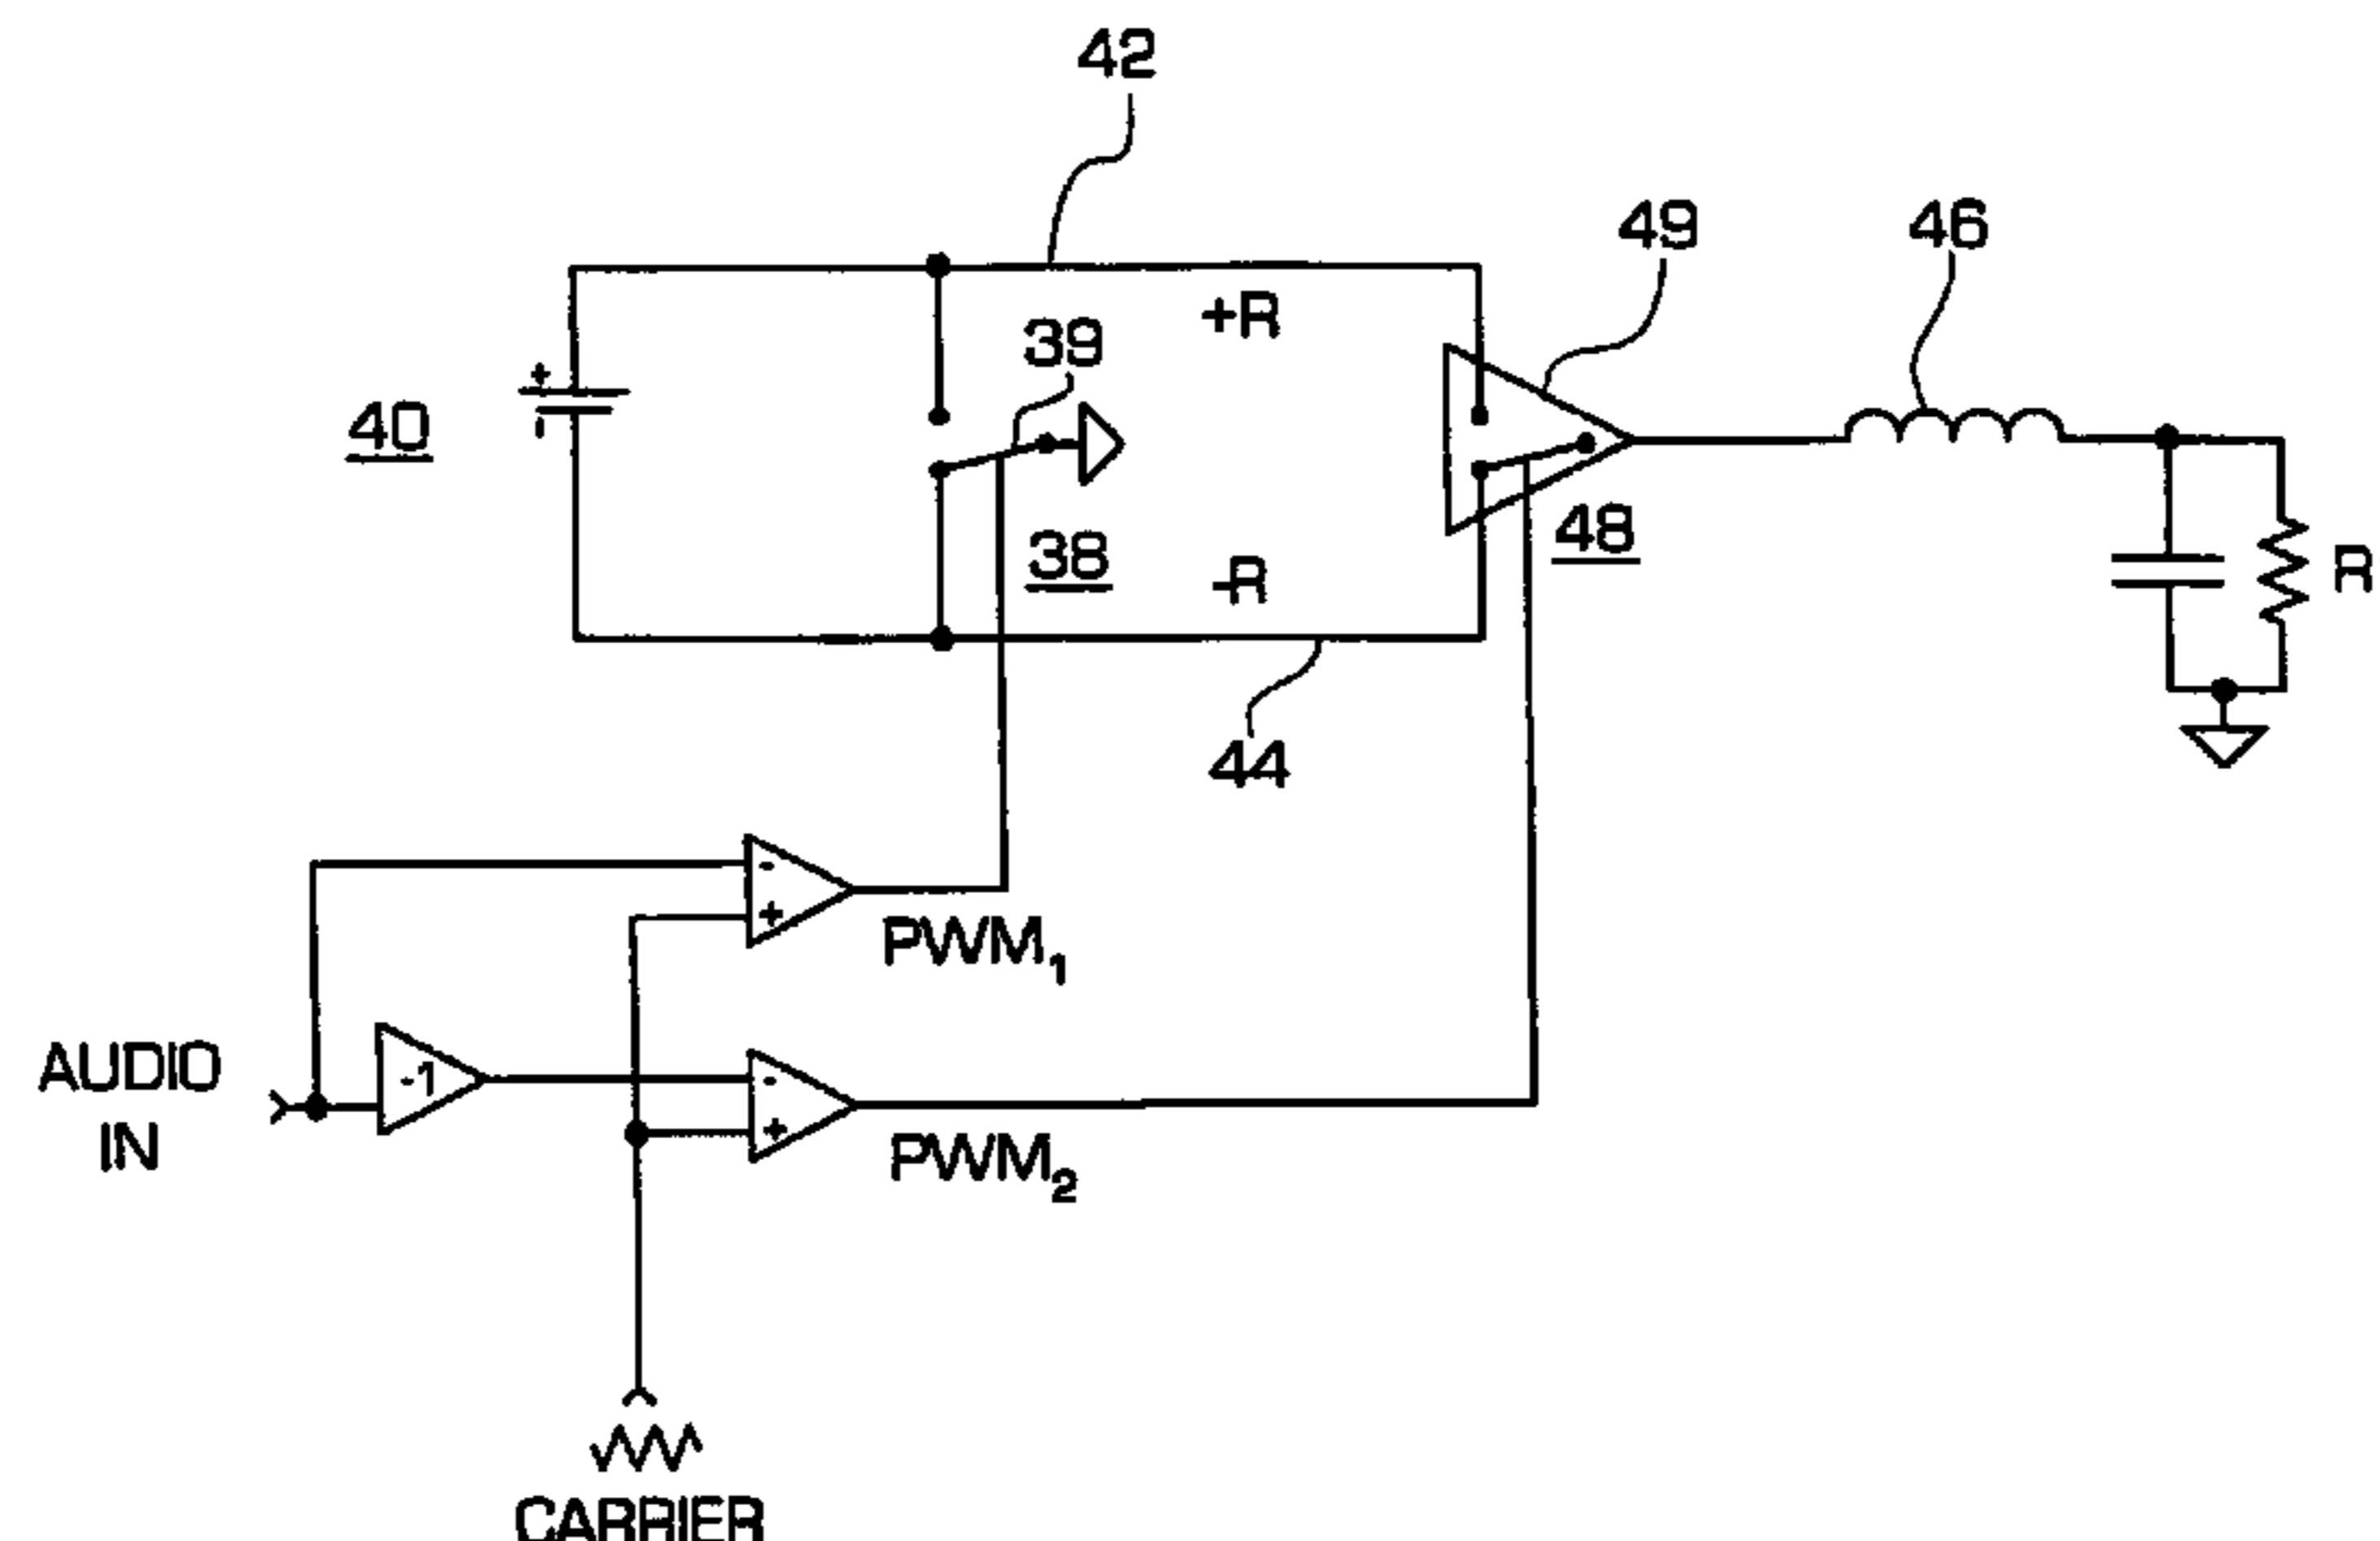 42
49
46
+R
39
+
40
-
38
48
-R
R
44
-
+
PWM1
AUDIO
IN
-1
-
+
PWM2
CARRIER